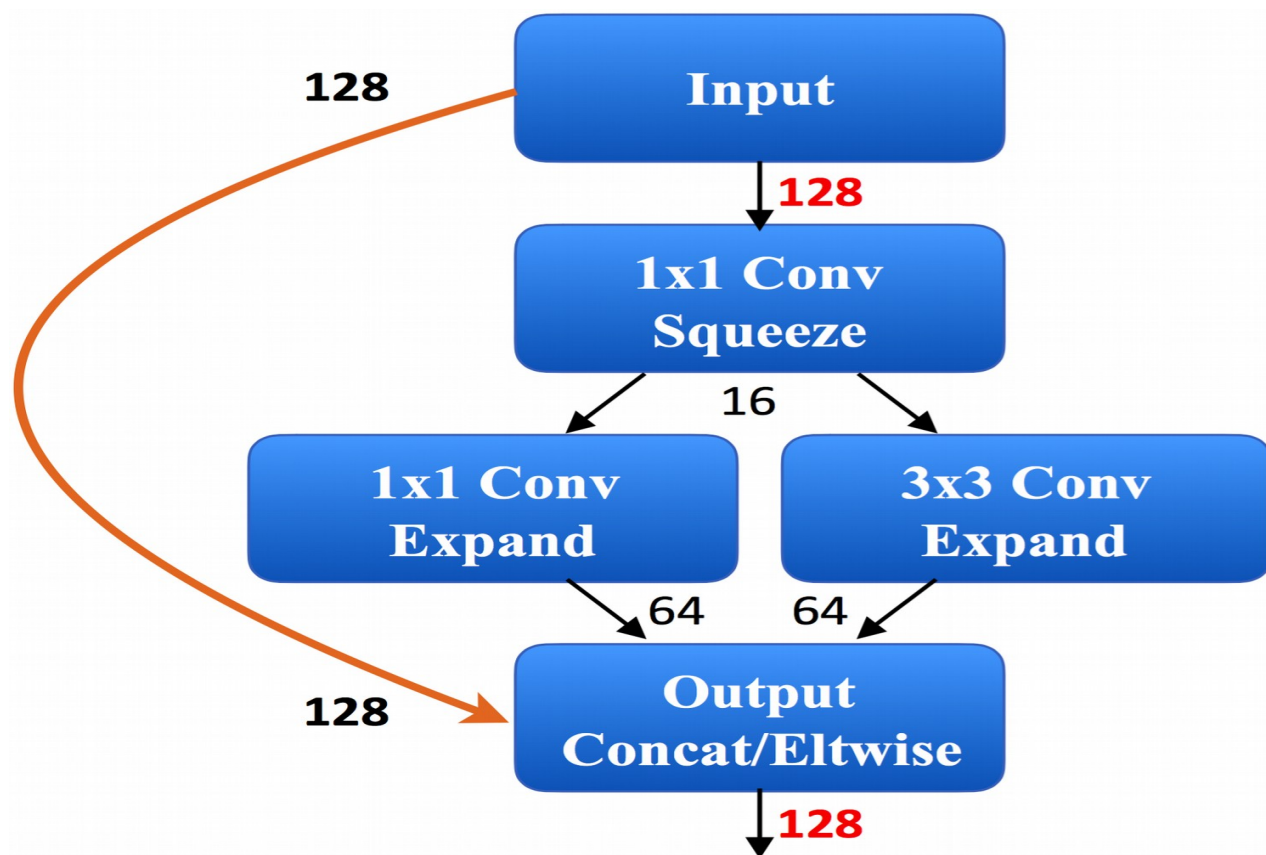 128
Input
128
1x1 Conv
Squeeze
16
1x1 Conv
Expand
3x3 Conv
Expand
64
64
128
Output
Concat/Eltwise
128